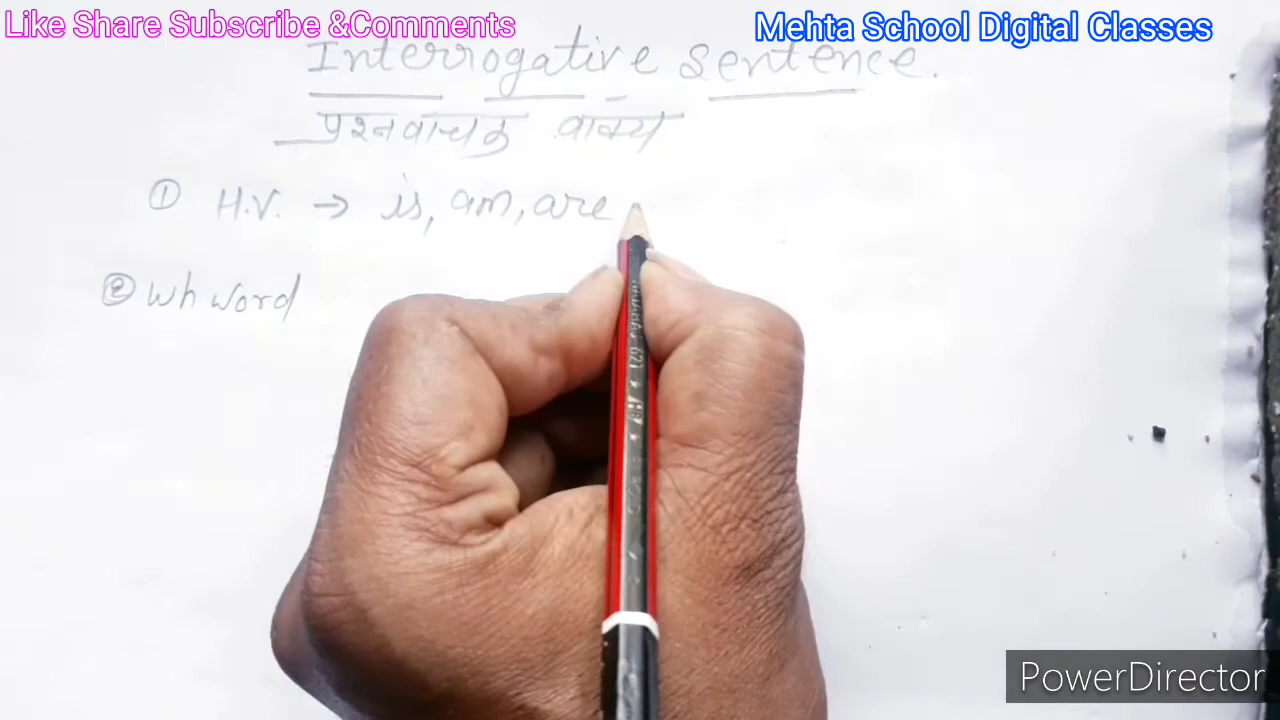 Like Share Subscribe &Comments
Mehta School Digital Classes
Interrogative Sentence.
प्रश्नवाचक वाक्य
① H.V. → is, am, are
② Wh word
PowerDirector